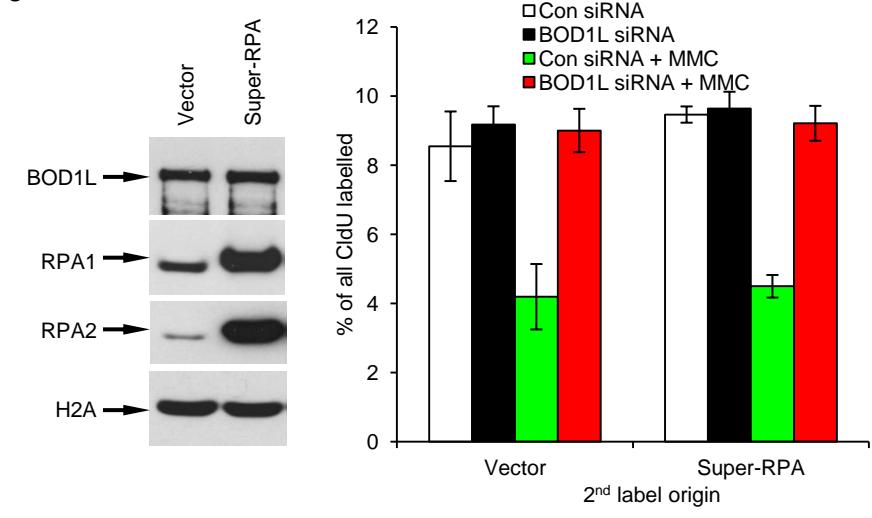 Vector
Super-RPA
BOD1L
RPA1
RPA2
H2A
Con siRNA
BOD1L siRNA
Con siRNA + MMC
BOD1L siRNA + MMC
% of all CldU labelled
12
10
8
6
4
2
0
Vector Super-RPA
2nd label origin